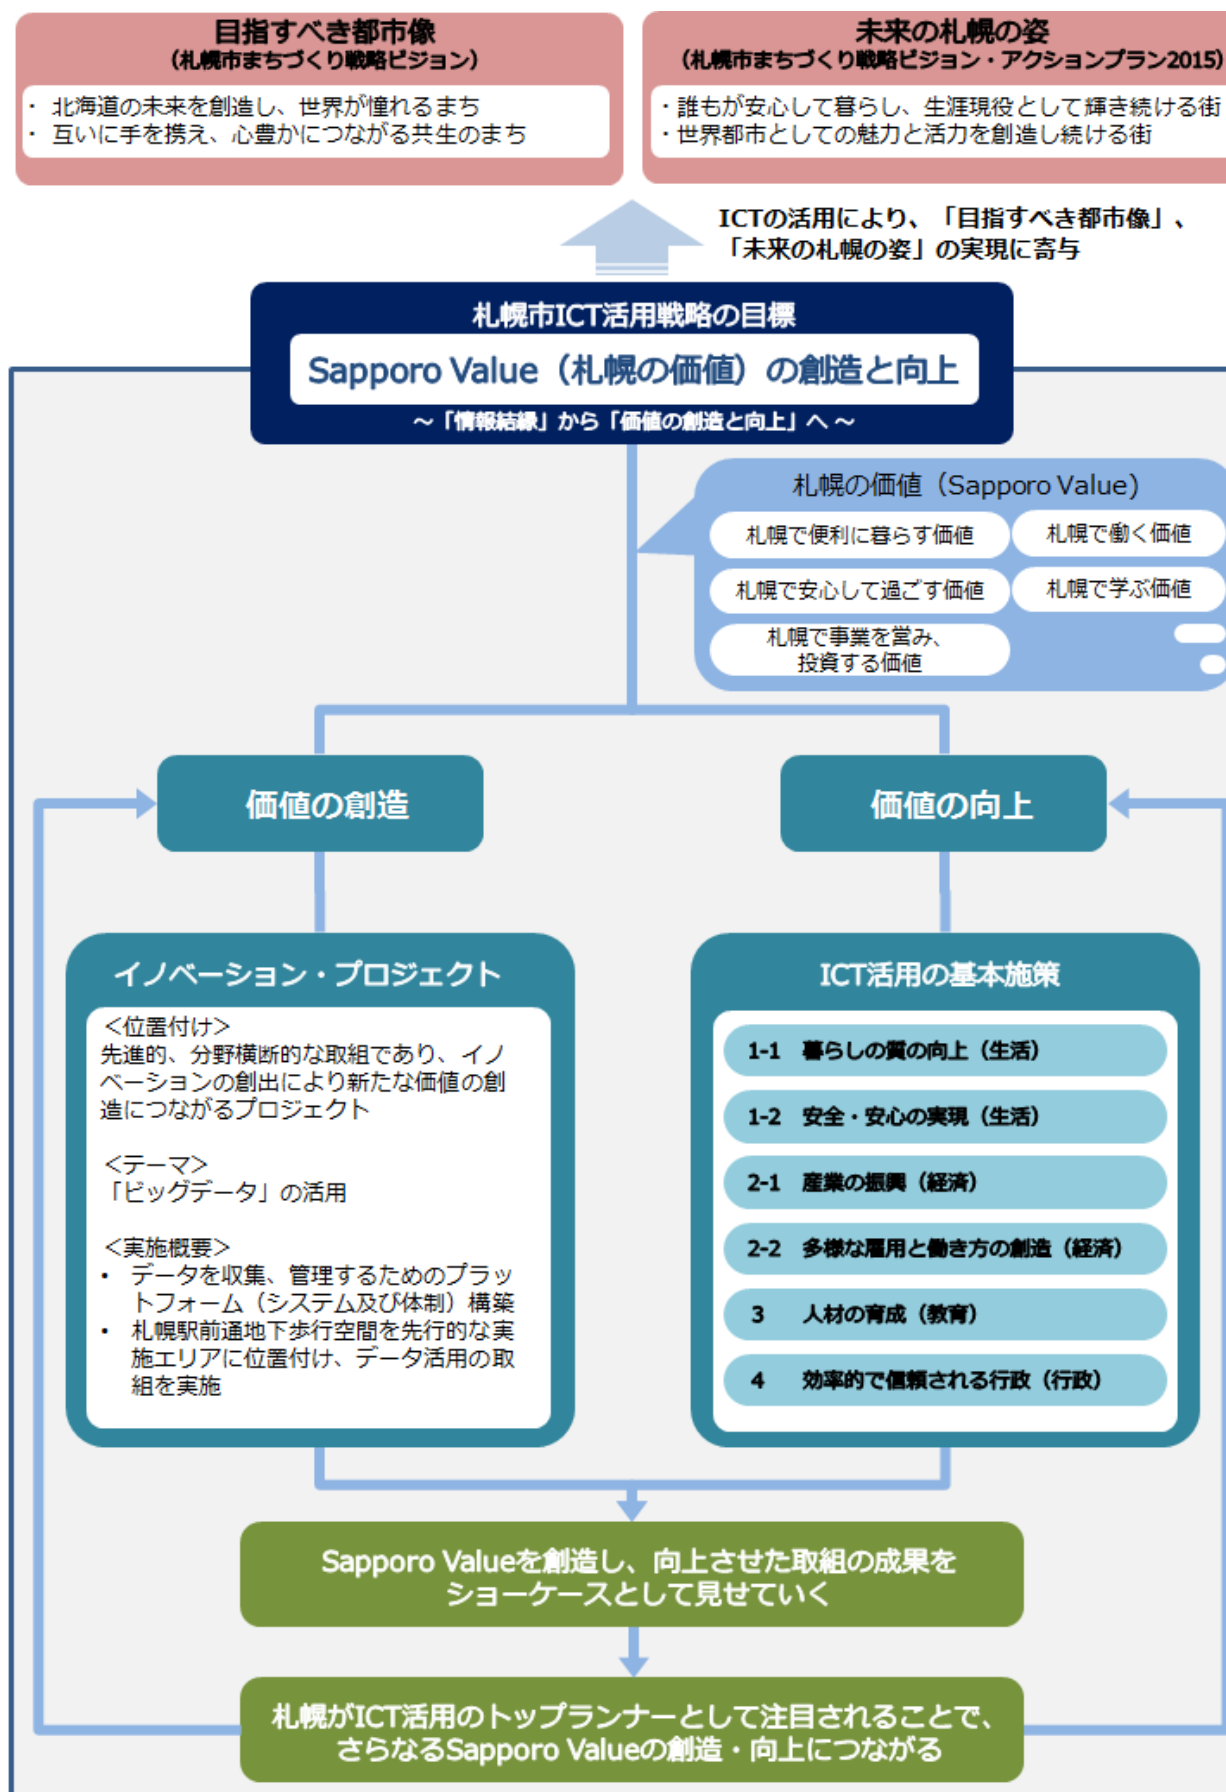 目指すべき都市像
（札幌市まちづくり戦略ビジョン）
・ 北海道の未来を創造し、世界が憧れるまち
・ 互いに手を携え、心豊かにつながる共生のまち
未来の札幌の姿
（札幌市まちづくり戦略ビジョン・アクションプラン2015）
・誰もが安心して暮らし、生涯現役として輝き続ける街
・世界都市としての魅力と活力を創造し続ける街
ICTの活用により、「目指すべき都市像」、
「未来の札幌の姿」の実現に寄与
札幌市ICT活用戦略の目標
Sapporo Value（札幌の価値）の創造と向上
～「情報結縁」から「価値の創造と向上」へ～
札幌の価値（Sapporo Value)
札幌で便利に暮らす価値
札幌で働く価値
札幌で安心して過ごす価値
札幌で学ぶ価値
札幌で事業を営み、
投資する価値
価値の創造
価値の向上
イノベーション・プロジェクト
＜位置付け＞
先進的、分野横断的な取組であり、イノ
ベーションの創出により新たな価値の創
造につながるプロジェクト
＜テーマ＞
「ビッグデータ」の活用
＜実施概要＞
• データを収集、管理するためのプラッ
トフォーム（システム及び体制）構築
• 札幌駅前通地下歩行空間を先行的な実
施エリアに位置付け、データ活用の取
組を実施
ICT活用の基本施策
1-1 暮らしの質の向上（生活）
1-2 安全・安心の実現（生活）
2-1 産業の振興（経済）
2-2 多様な雇用と働き方の創造（経済）
3 人材の育成（教育）
4 効率的で信頼される行政（行政）
Sapporo Valueを創造し、向上させた取組の成果を
ショーケースとして見せていく
札幌がICT活用のトップランナーとして注目されることで、
さらなるSapporo Valueの創造・向上につながる